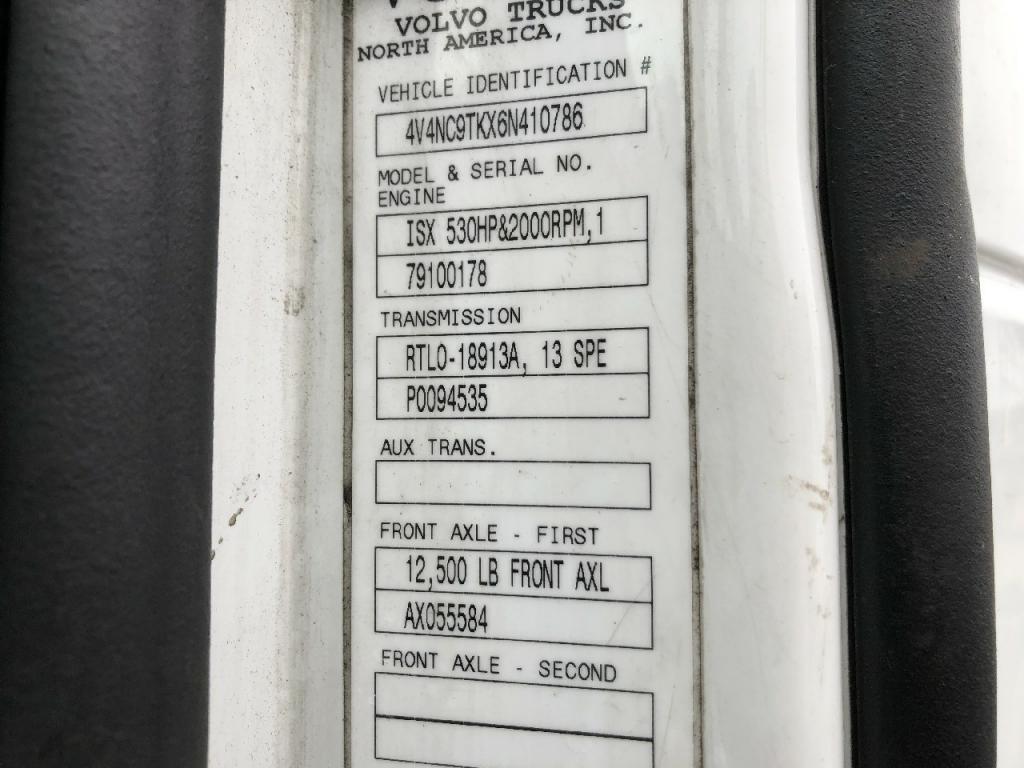 VOLVO TRUCKS
NORTH AMERICA, INC.
VEHICLE IDENTIFICATION #
4V4NC9TKX6N410786
MODEL & SERIAL NO.
ENGINE
ISX 530HP&2000RPM,1
79100178
TRANSMISSION
RTLO-18913A, 13 SPE
P0094535
AUX TRANS.
FRONT AXLE - FIRST
12,500 LB FRONT AXL
AX055584
FRONT AXLE - SECOND